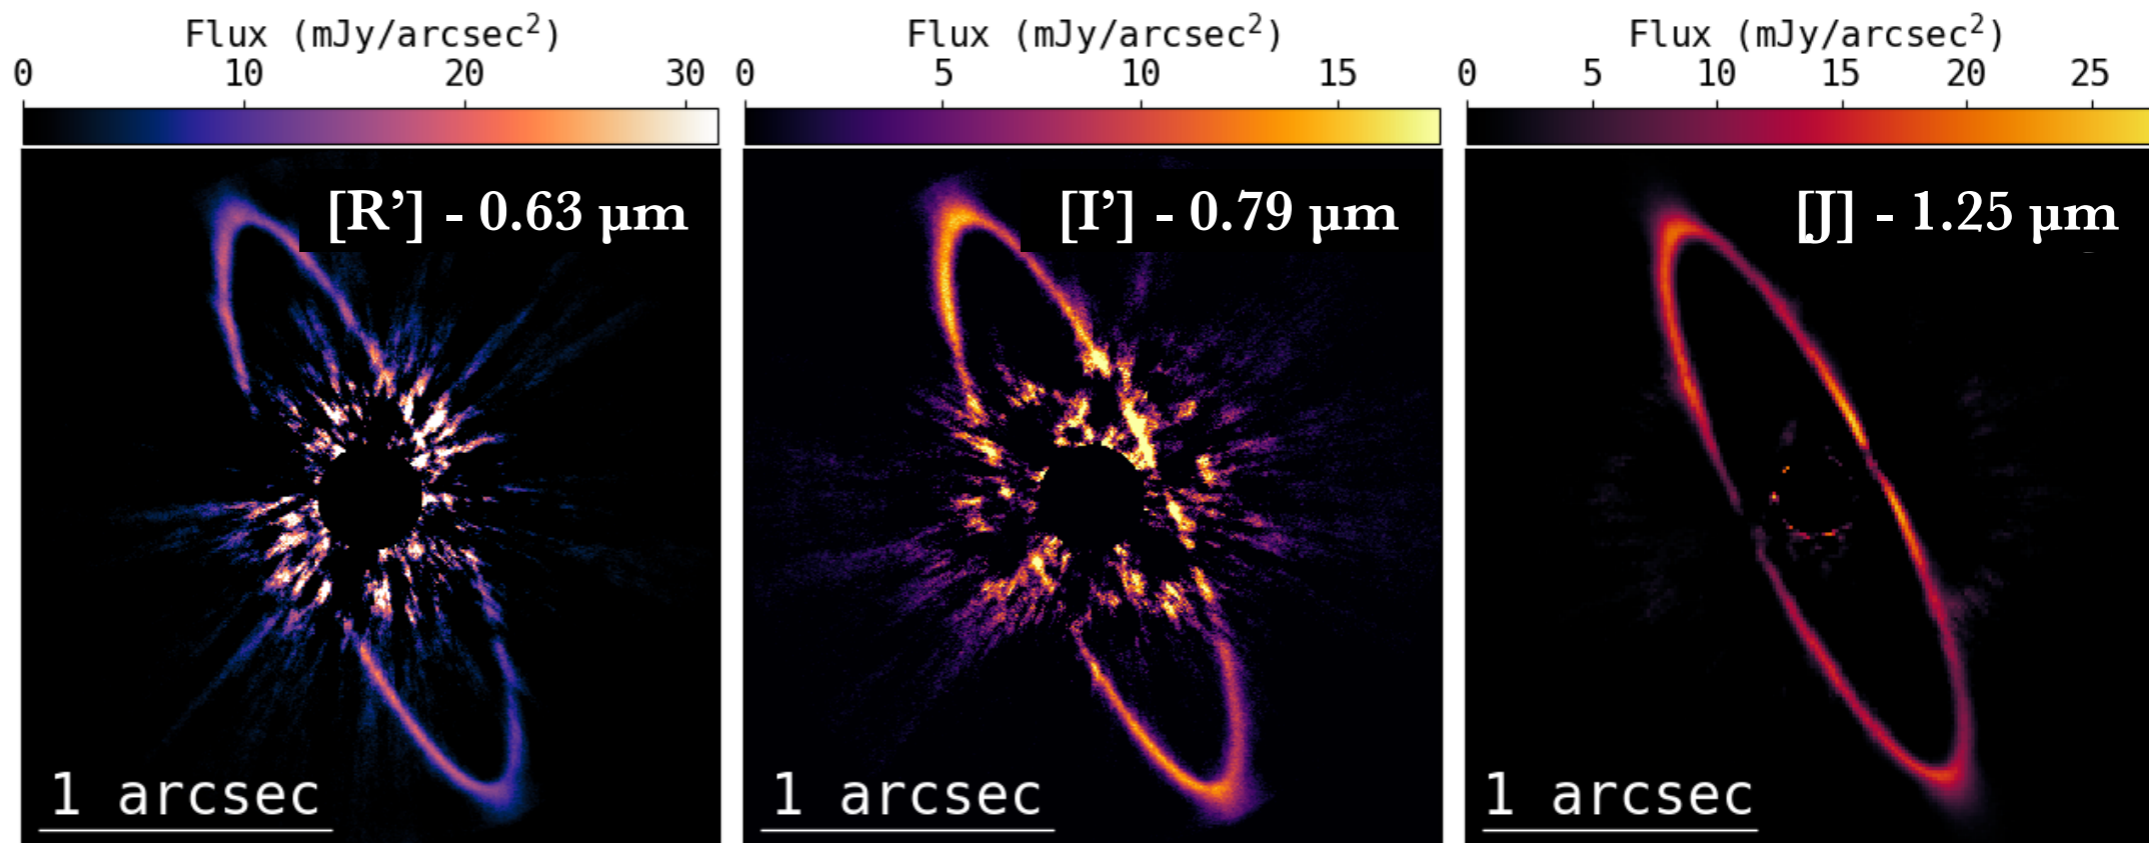 Flux (mJy/arcsec²)
0 10 20 30
[R'] - 0.63 µm
1 arcsec
Flux (mJy/arcsec²)
0 5 10 15
[I'] - 0.79 µm
1 arcsec
Flux (mJy/arcsec²)
0 5 10 15 20 25
[J] - 1.25 µm
1 arcsec